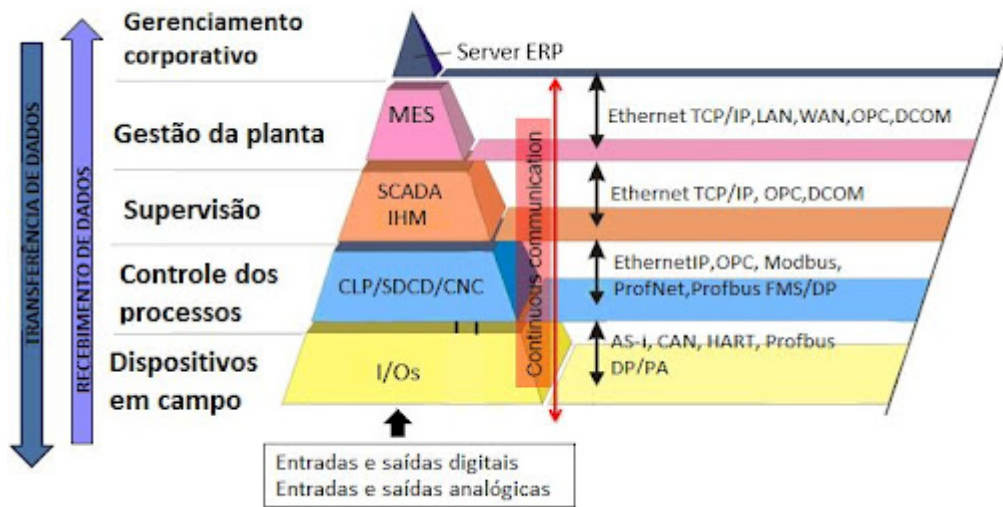 Gerenciamento
corporativo
Server ERP
Gestão da planta
MES
Ethernet TCP/IP,LAN,WAN,OPC,DCOM
Supervisão
SCADA
IHM
Ethernet TCP/IP, OPC,DCOM
Controle dos
processos
CLP/SDCD/CNC
EthernetIP,OPC, Modbus,
ProfNet,Profbus FMS/DP
Dispositivos
em campo
I/Os
AS-i, CAN, HART, Profbus
DP/PA
TRANSFERÊNCIA DE DADOS
RECEBIMENTO DE DADOS
Continuous communication
Entradas e saídas digitais
Entradas e saídas analógicas